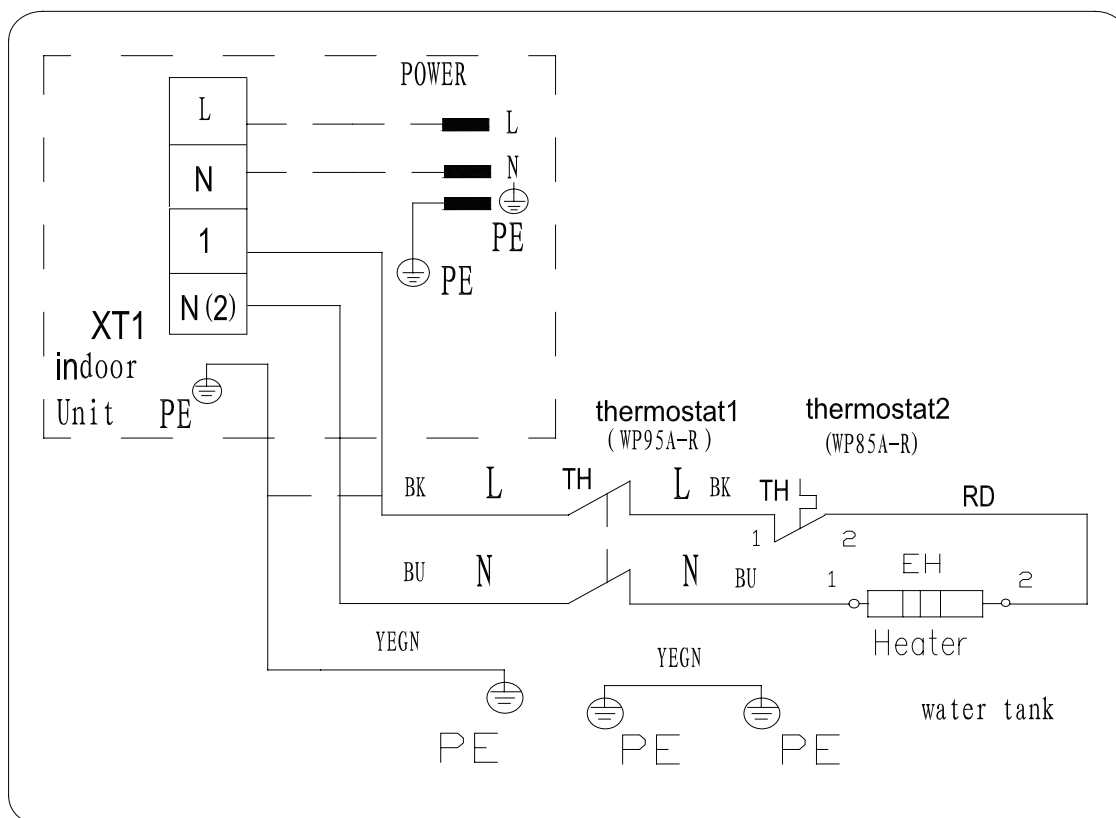 POWER
L
L
N
N
PE
1
PE
N(2)
XT1
indoor
Unit
PE
thermostat1
(WP95A-R)
thermostat2
(WP85A-R)
BK
L
TH
L
BK
TH
RD
1
2
BU
N
N
BU
1
EH
2
Heater
YEGN
YEGN
water tank
PE
PE
PE